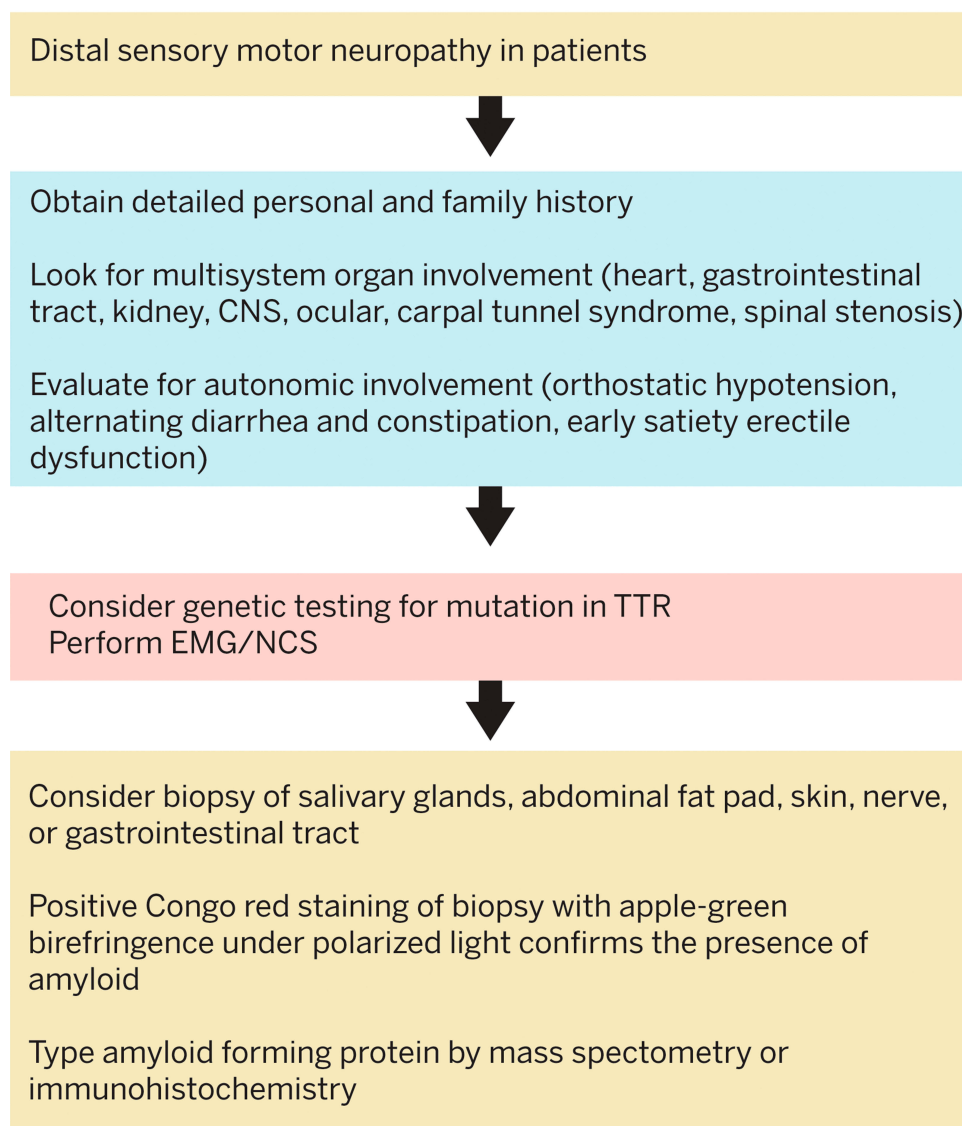 Distal sensory motor neuropathy in patients
Obtain detailed personal and family history
Look for multisystem organ involvement (heart, gastrointestinal
tract, kidney, CNS, ocular, carpal tunnel syndrome, spinal stenosis)
Evaluate for autonomic involvement (orthostatic hypotension,
alternating diarrhea and constipation, early satiety erectile
dysfunction)
Consider genetic testing for mutation in TTR
Perform EMG/NCS
Consider biopsy of salivary glands, abdominal fat pad, skin, nerve,
or gastrointestinal tract
Positive Congo red staining of biopsy with apple-green
birefringence under polarized light confirms the presence of
amyloid
Type amyloid forming protein by mass spectometry or
immunohistochemistry